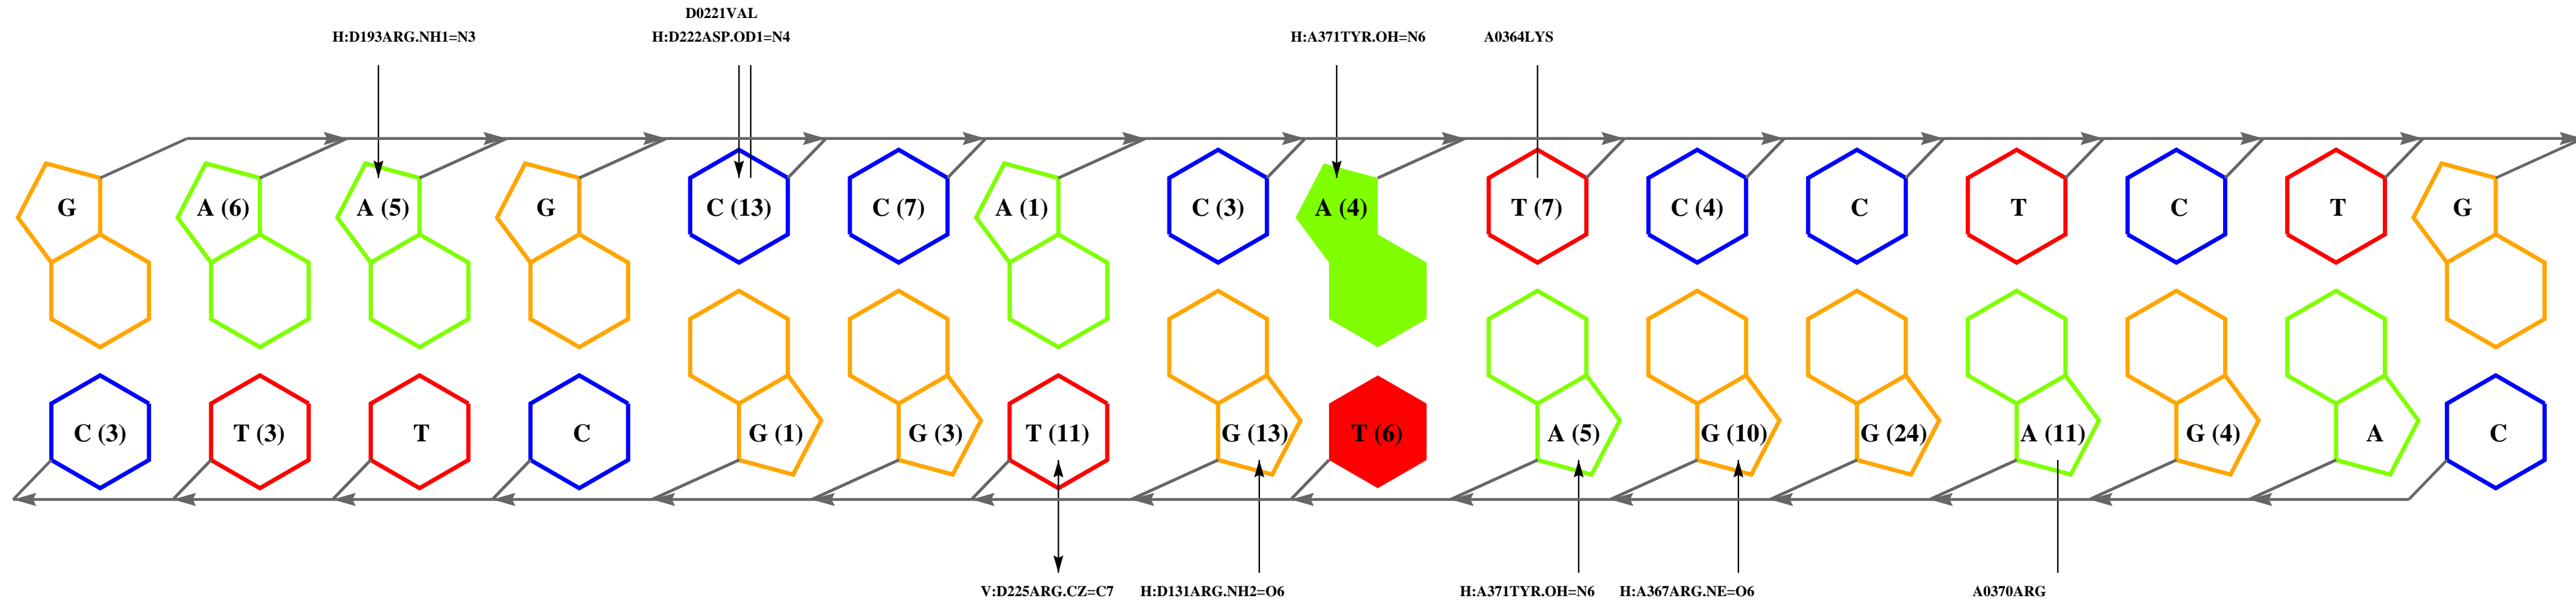 D0221VAL
H:D193ARG.NH1=N3 H:D222ASP.OD1=N4 H:A371TYR.OH=N6 A0364LYS
G A (6) A (5) G C (13) C (7) A (1) C (3) A (4) T (7) C (4) C T C T G
C (3) T (3) T C G (1) G (3) T (11) G (13) T (6) A (5) G (10) G (24) A (11) G (4) A C
V:D225ARG.CZ=C7 H:D131ARG.NH2=O6 H:A371TYR.OH=N6 H:A367ARG.NE=O6 A0370ARG